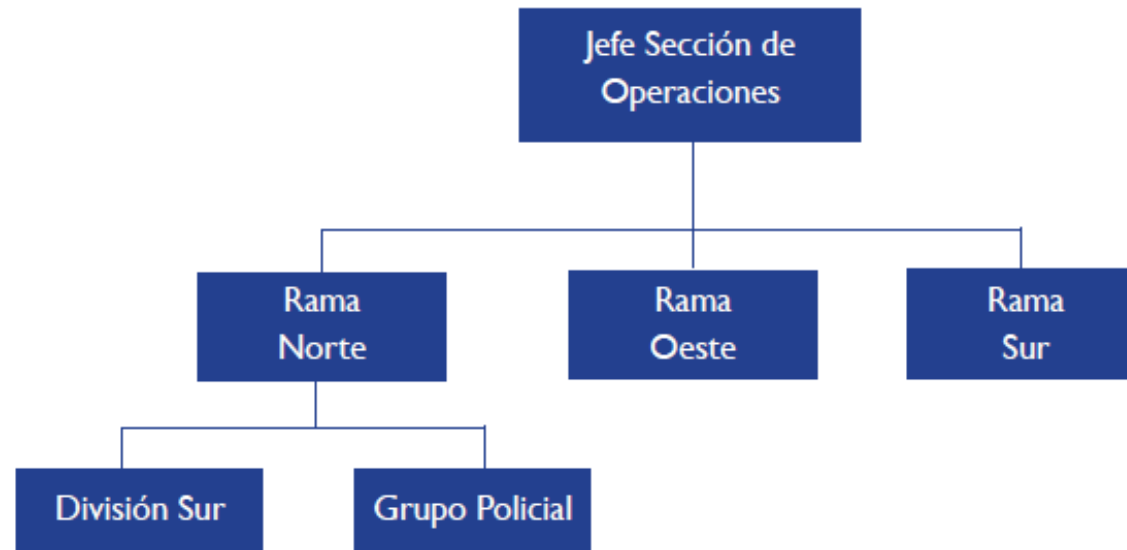 Jefe Sección de
Operaciones
Rama
Norte
Rama
Oeste
Rama
Sur
División Sur
Grupo Policial